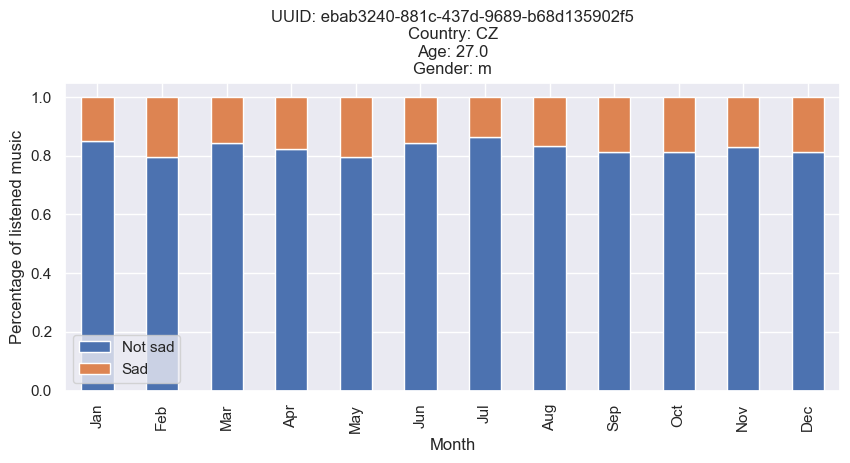 UUID: ebab3240-881c-437d-9689-b68d135902f5
Country: CZ
Age: 27.0
Gender: m
Percentage of listened music
1.0
0.8
0.6
0.4
0.2
0.0
Not sad
Sad
Jan
Feb
Mar
Apr
May
Jun
Jul
Aug
Sep
Oct
Nov
Dec
Month